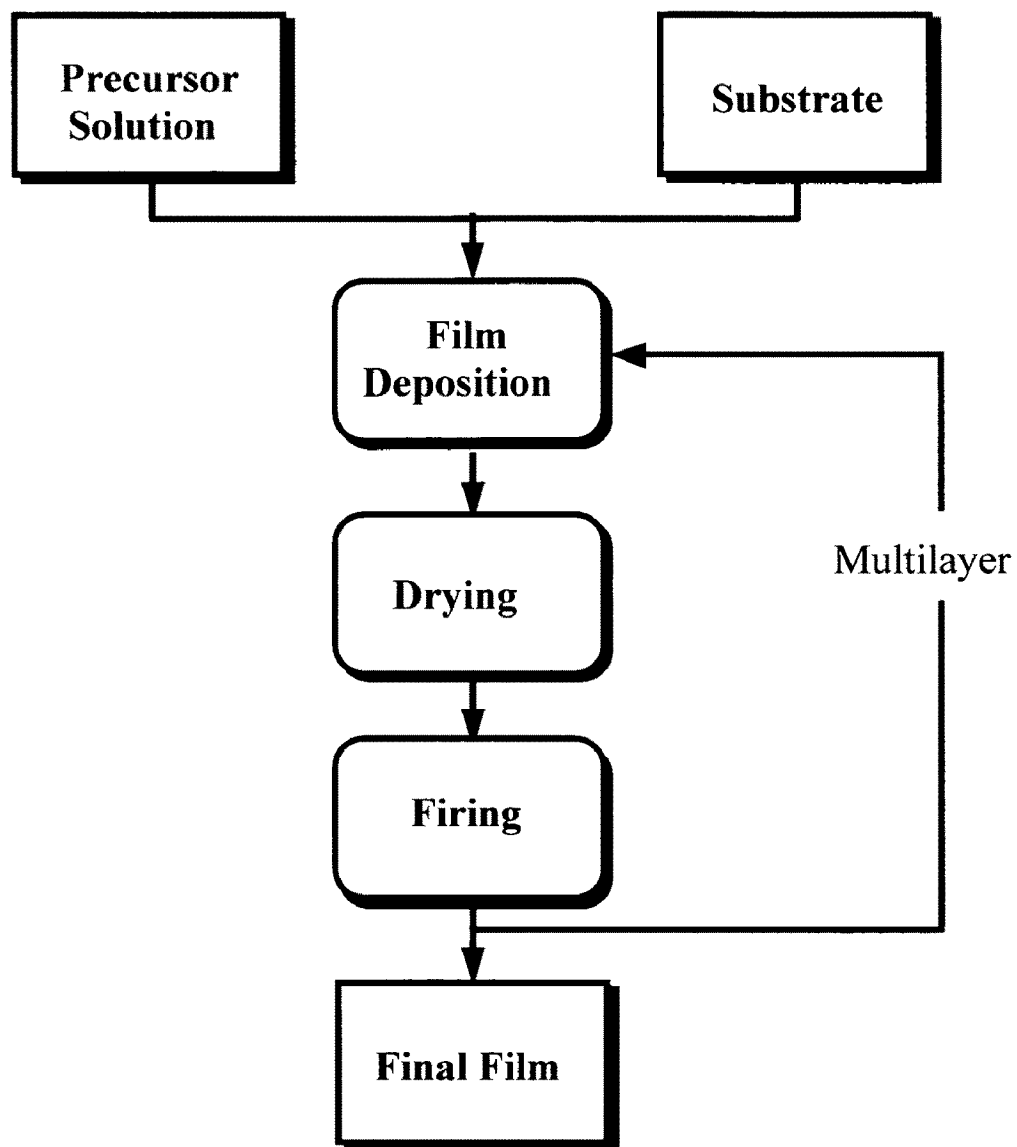 Precursor
Solution
Substrate
Film
Deposition
Drying
Multilayer
Firing
Final Film